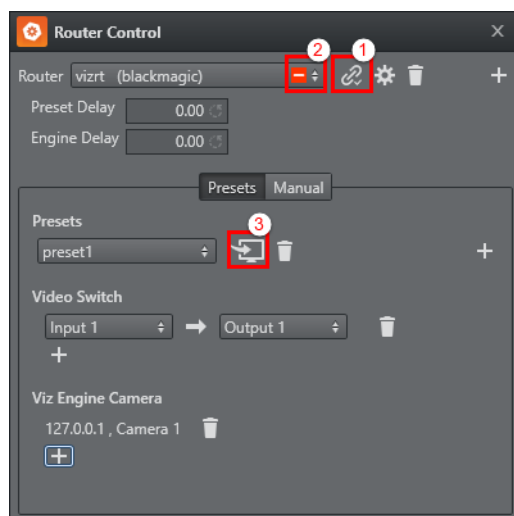 Router Control
2
1
Router vizrt (blackmagic)
Preset Delay 0.00
Engine Delay 0.00
Presets Manual
Presets
3
preset1
Video Switch
Input 1 Output 1
Viz Engine Camera
127.0.0.1 , Camera 1